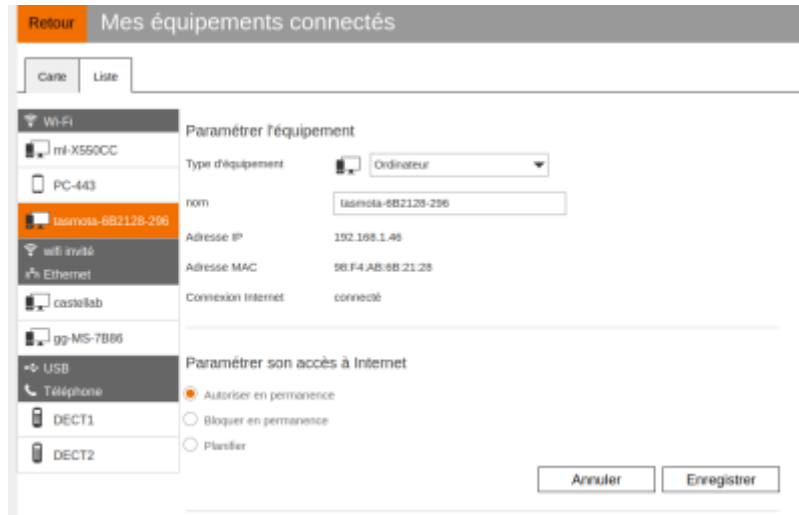 Retour Mes équipements connectés
Carte Liste
Wi-Fi
ml-X550CC
PC-443
tasmota-6B2128-296
wifi invité
Ethernet
castellab
gg-MS-7B86
USB
Téléphone
DECT1
DECT2
Paramétrer l'équipement
Type d'équipement Ordinateur
nom tasmota-6B2128-296
Adresse IP 192.168.1.46
Adresse MAC 98:F4:AB:6B:21:28
Connexion Internet connecté
Paramétrer son accès à Internet
Autoriser en permanence
Bloquer en permanence
Planifier
Annuler Enregistrer